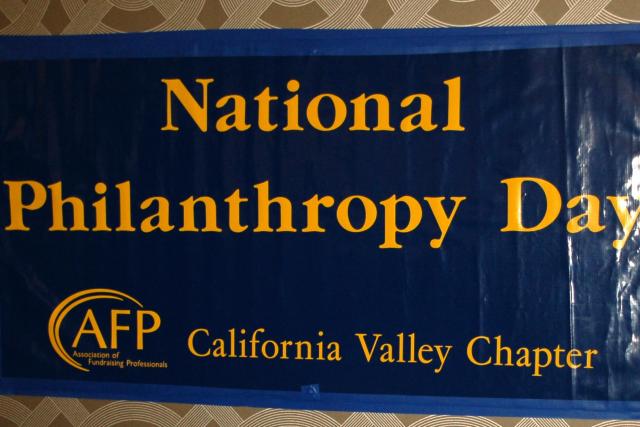 National
Philanthropy Day
AFP
Association of
Fundraising Professionals
California Valley Chapter